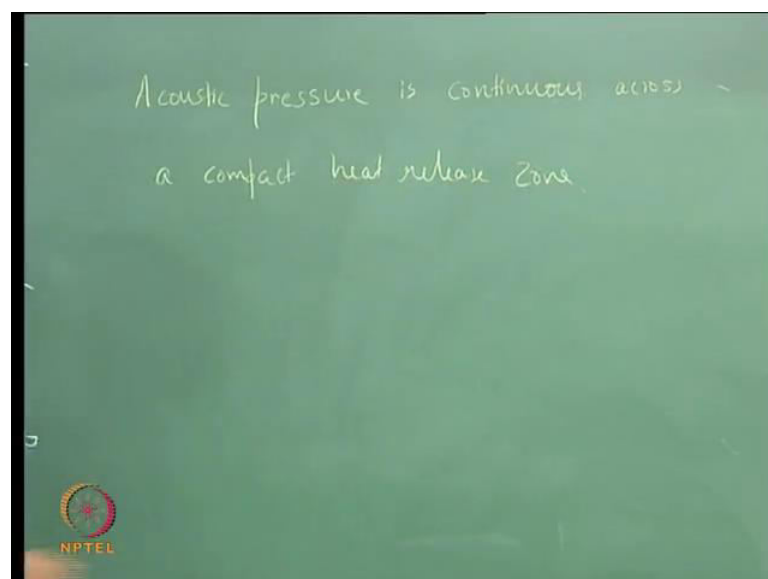 Acoustic pressure is continuous across
a compact heat release zone.
NPTEL